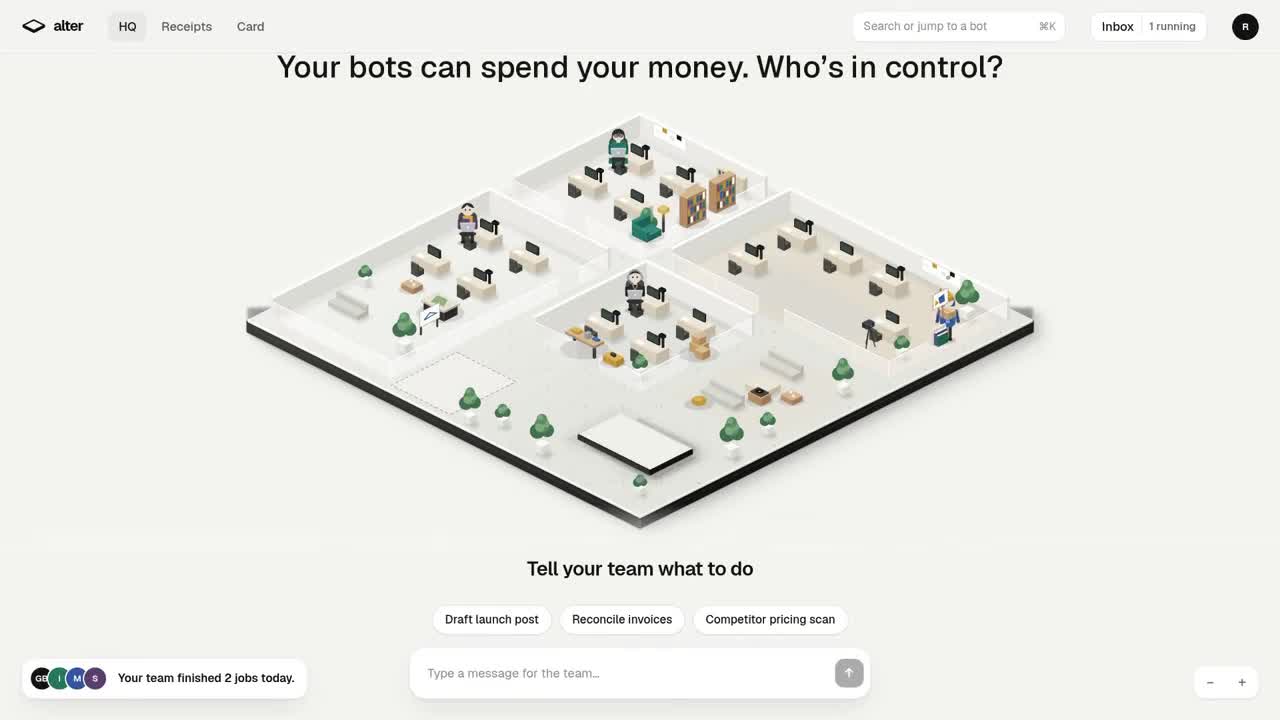 alter
HQ
Receipts
Card
Search or jump to a bot
⌘K
Inbox
1 running
R
Your bots can spend your money. Who’s in control?
Tell your team what to do
Draft launch post
Reconcile invoices
Competitor pricing scan
GB
I
M
S
Your team finished 2 jobs today.
Type a message for the team...